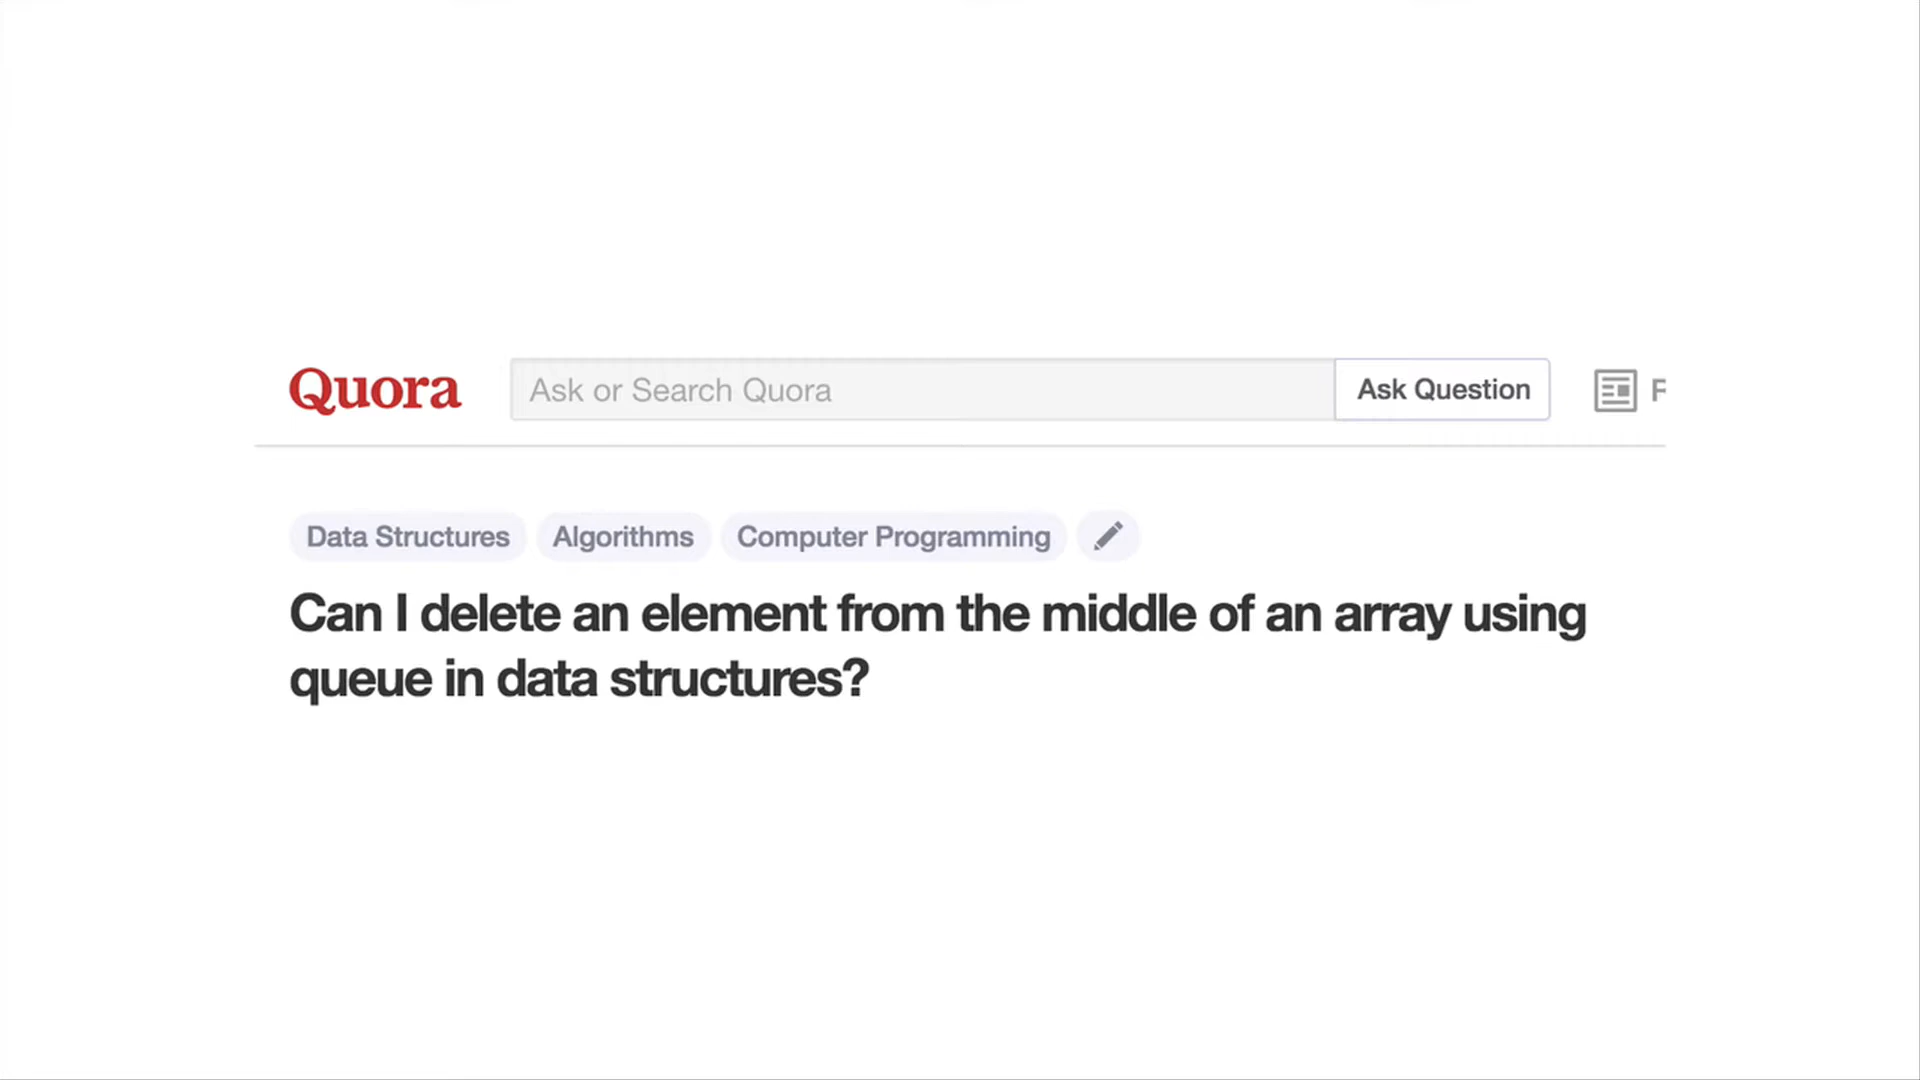 Quora
Ask or Search Quora
Ask Question
F
Data Structures
Algorithms
Computer Programming
Can I delete an element from the middle of an array using
queue in data structures?